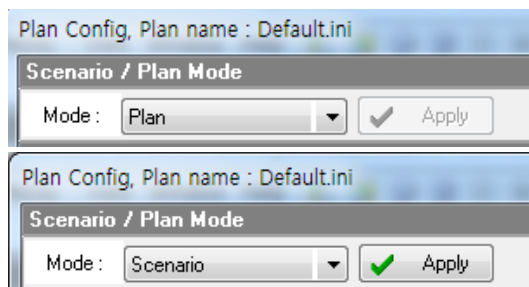 Plan Config, Plan name : Default.ini
Scenario / Plan Mode
Mode : Plan Apply
Plan Config, Plan name : Default.ini
Scenario / Plan Mode
Mode : Scenario Apply